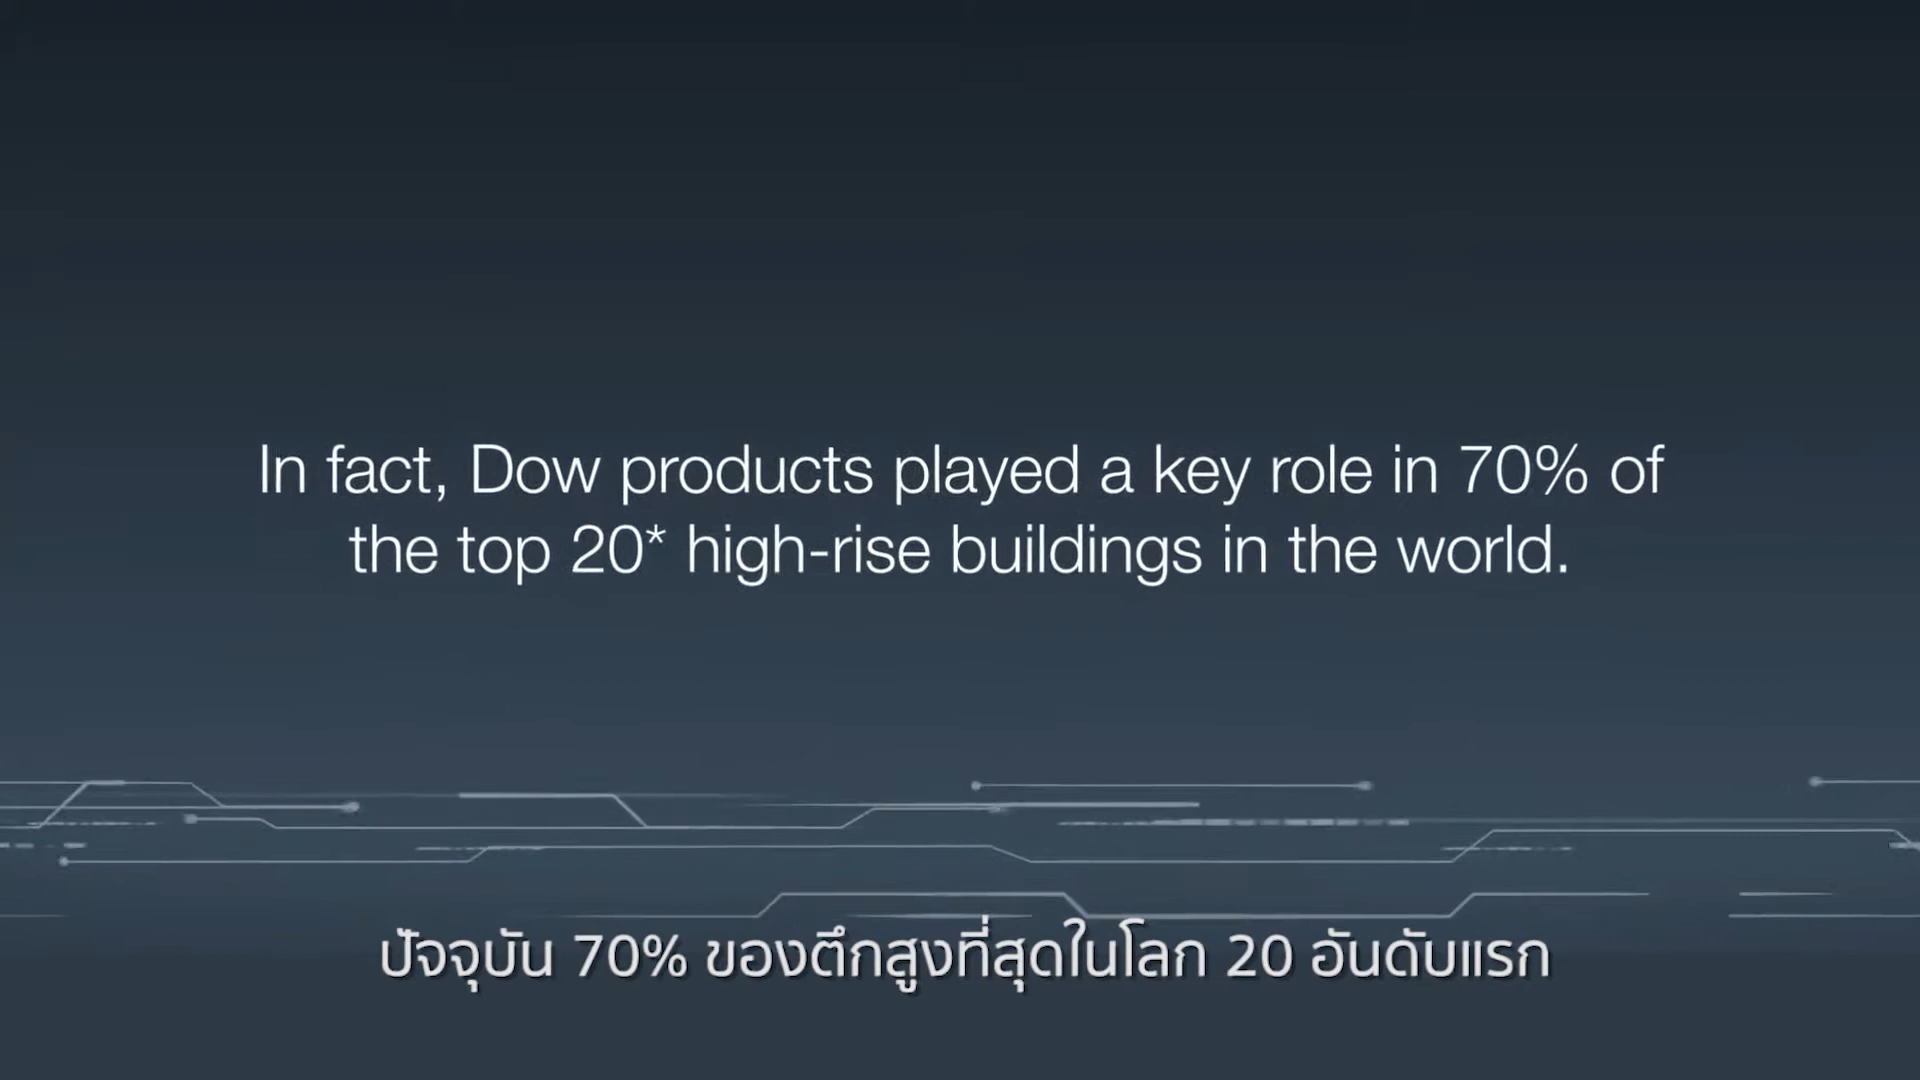 In fact, Dow products played a key role in 70% of
the top 20* high-rise buildings in the world.
ปัจจุบัน 70% ของตึกสูงที่สุดในโลก 20 อันดับแรก